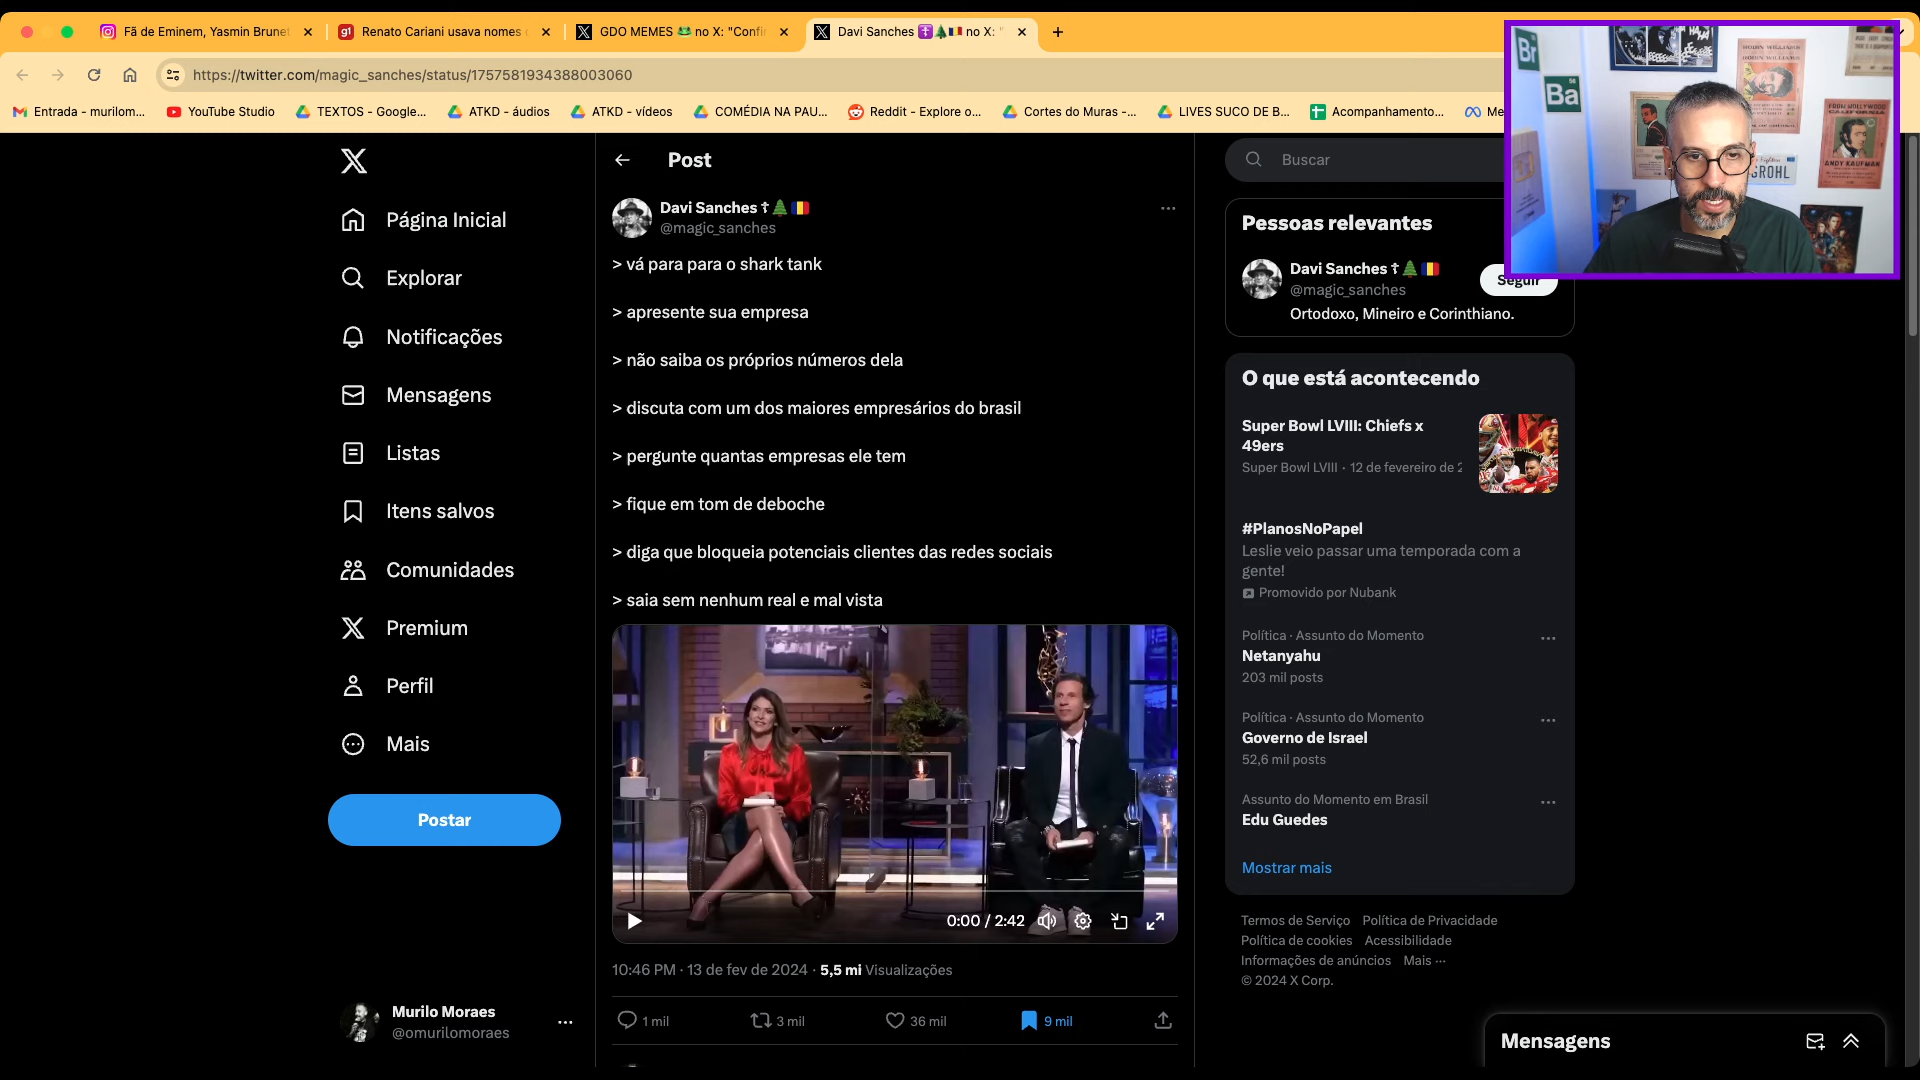 Fã de Eminem, Yasmin Brunet
Renato Cariani usava nomes
GDO MEMES no X: "Confir
Davi Sanches no X: "
https://twitter.com/magic_sanches/status/1757581934388003060
Entrada - murilom...
YouTube Studio
TEXTOS - Google...
ATKD - áudios
ATKD - vídeos
COMÉDIA NA PAU...
Reddit - Explore o...
Cortes do Muras -...
LIVES SUCO DE B...
Acompanhamento...
Me
Br
Ba
ROBIN WILLIAMS
FROM HOLLYWOOD
CALIFORNIA
ANDY KAUFMAN
GROHL
Página Inicial
Explorar
Notificações
Mensagens
Listas
Itens salvos
Comunidades
Premium
Perfil
Mais
Postar
Murilo Moraes
@omurilomoraes
Post
Davi Sanches
@magic_sanches
> vá para para o shark tank
> apresente sua empresa
> não saiba os próprios números dela
> discuta com um dos maiores empresários do brasil
> pergunte quantas empresas ele tem
> fique em tom de deboche
> diga que bloqueia potenciais clientes das redes sociais
> saia sem nenhum real e mal vista
0:00 / 2:42
10:46 PM · 13 de fev de 2024 · 5,5 mi Visualizações
1 mil
3 mil
36 mil
9 mil
Buscar
Pessoas relevantes
Davi Sanches
@magic_sanches
Seguir
Ortodoxo, Mineiro e Corinthiano.
O que está acontecendo
Super Bowl LVIII: Chiefs x
49ers
Super Bowl LVIII · 12 de fevereiro de 2
#PlanosNoPapel
Leslie veio passar uma temporada com a
gente!
Promovido por Nubank
Política · Assunto do Momento
Netanyahu
203 mil posts
Política · Assunto do Momento
Governo de Israel
52,6 mil posts
Assunto do Momento em Brasil
Edu Guedes
Mostrar mais
Termos de Serviço Política de Privacidade
Política de cookies Acessibilidade
Informações de anúncios Mais ···
© 2024 X Corp.
Mensagens